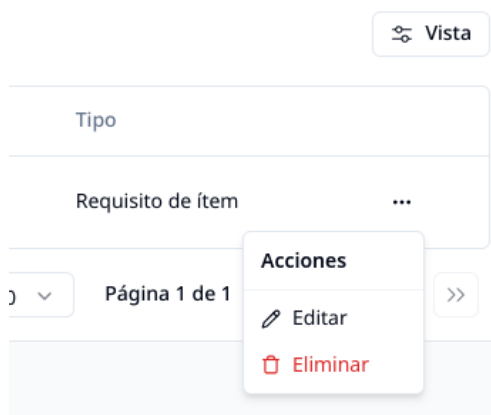 Vista
Tipo
Requisito de ítem
Acciones
Página 1 de 1
Editar
Eliminar